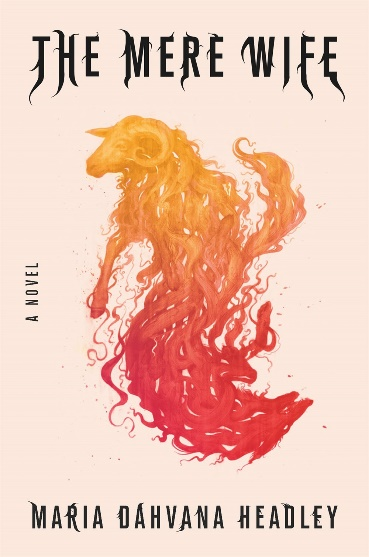 THE MERE WIFE
A NOVEL
MARIA DAHVANA HEADLEY